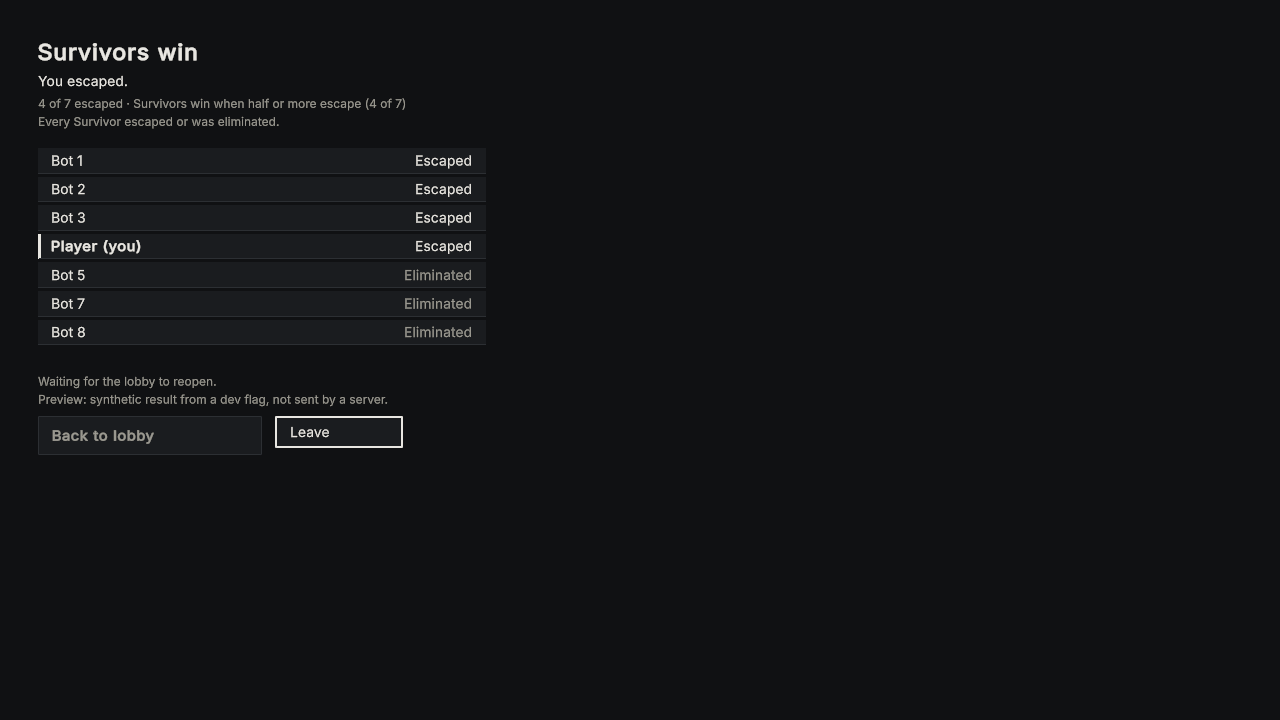 Survivors win
You escaped.
4 of 7 escaped · Survivors win when half or more escape (4 of 7)
Every Survivor escaped or was eliminated.
Bot 1 Escaped
Bot 2 Escaped
Bot 3 Escaped
Player (you) Escaped
Bot 5 Eliminated
Bot 7 Eliminated
Bot 8 Eliminated
Waiting for the lobby to reopen.
Preview: synthetic result from a dev flag, not sent by a server.
Back to lobby Leave